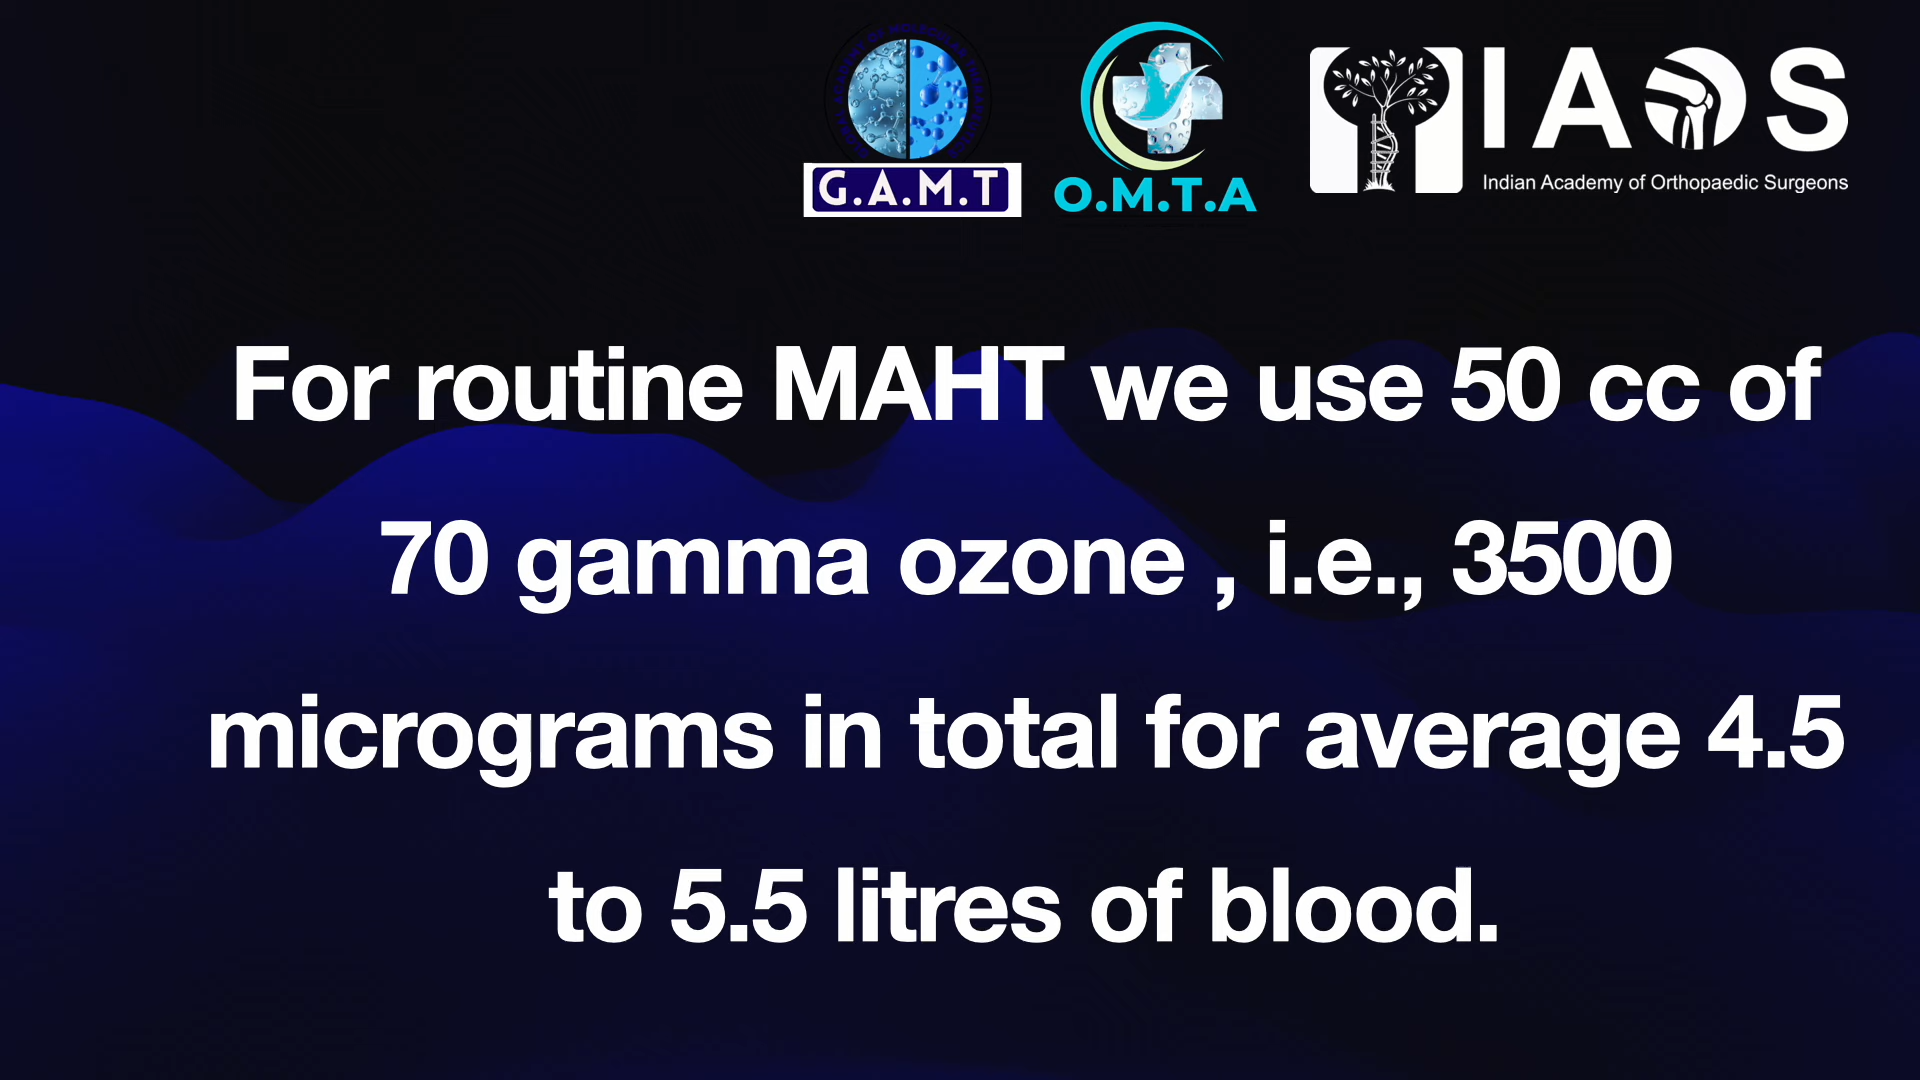 G.A.M.T
O.M.T.A
IAOS
Indian Academy of Orthopaedic Surgeons
For routine MAHT we use 50 cc of
70 gamma ozone , i.e., 3500
micrograms in total for average 4.5
to 5.5 litres of blood.